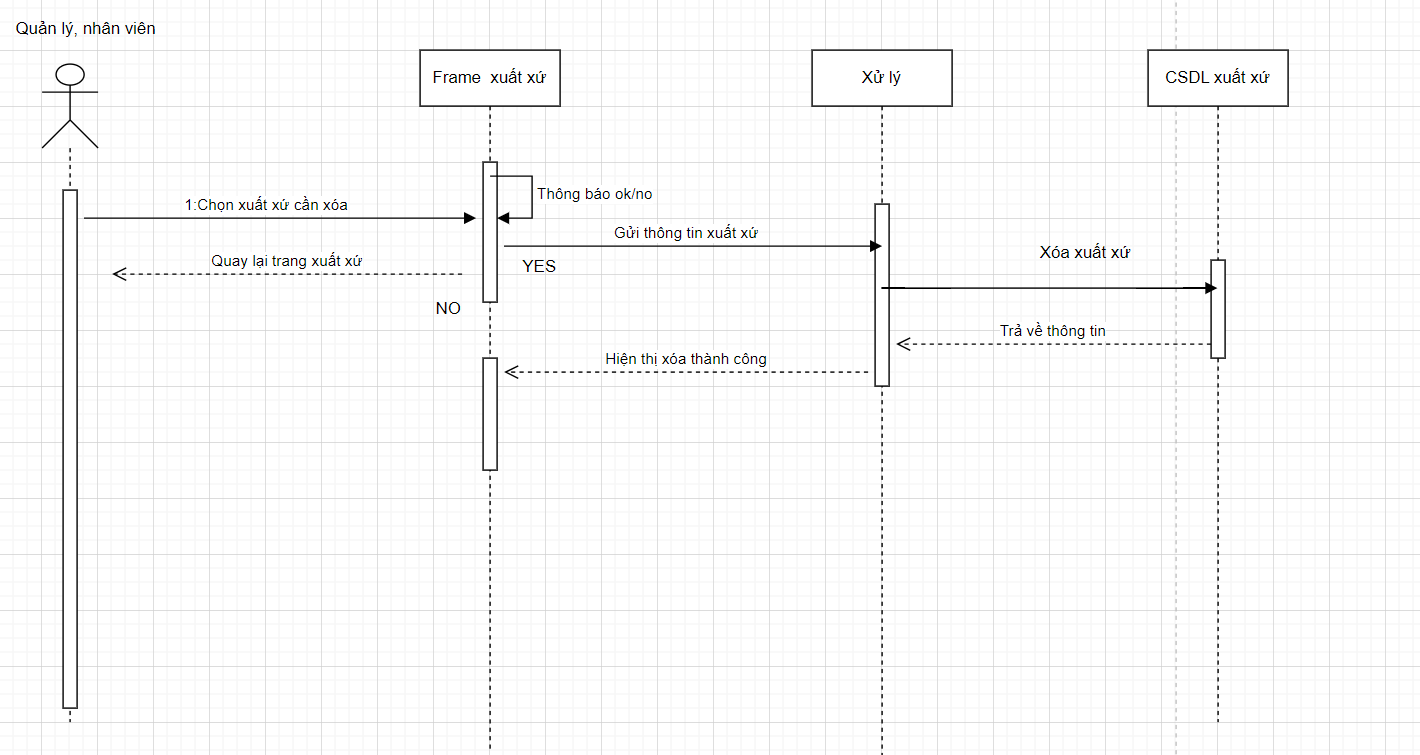 Quản lý, nhân viên
Frame xuất xứ
Xử lý
CSDL xuất xứ
Thông báo ok/no
1:Chọn xuất xứ cần xóa
Gửi thông tin xuất xứ
Xóa xuất xứ
Quay lại trang xuất xứ
YES
NO
Trả về thông tin
Hiện thị xóa thành công